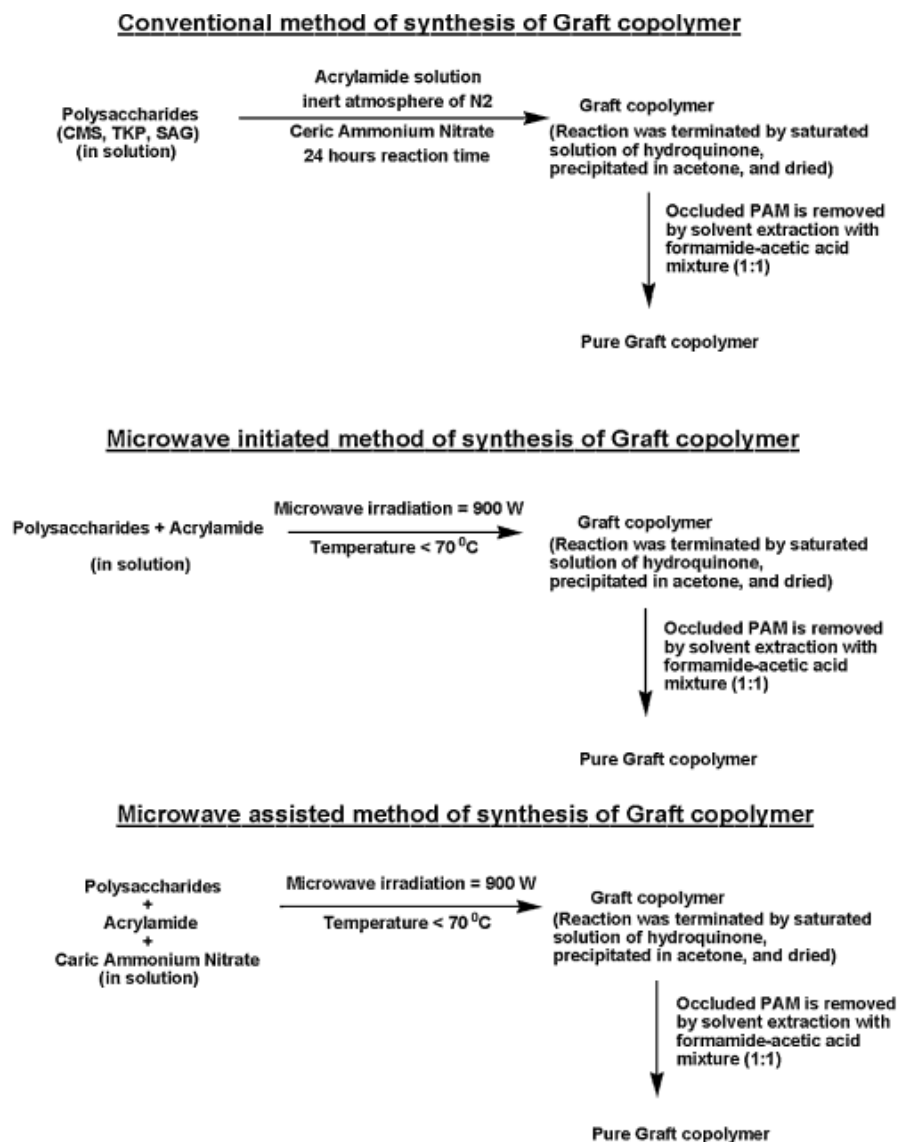 Conventional method of synthesis of Graft copolymer
Acrylamide solution
inert atmosphere of N2
Polysaccharides
(CMS, TKP, SAG)
(in solution)
Ceric Ammonium Nitrate
24 hours reaction time
Graft copolymer
(Reaction was terminated by saturated
solution of hydroquinone,
precipitated in acetone, and dried)
Occluded PAM is removed
by solvent extraction with
formamide-acetic acid
mixture (1:1)
Pure Graft copolymer
Microwave initiated method of synthesis of Graft copolymer
Polysaccharides + Acrylamide
(in solution)
Microwave irradiation = 900 W
Temperature < 70 ⁰C
Graft copolymer
(Reaction was terminated by saturated
solution of hydroquinone,
precipitated in acetone, and dried)
Occluded PAM is removed
by solvent extraction with
formamide-acetic acid
mixture (1:1)
Pure Graft copolymer
Microwave assisted method of synthesis of Graft copolymer
Polysaccharides
+
Acrylamide
+
Caric Ammonium Nitrate
(in solution)
Microwave irradiation = 900 W
Temperature < 70 ⁰C
Graft copolymer
(Reaction was terminated by saturated
solution of hydroquinone,
precipitated in acetone, and dried)
Occluded PAM is removed
by solvent extraction with
formamide-acetic acid
mixture (1:1)
Pure Graft copolymer